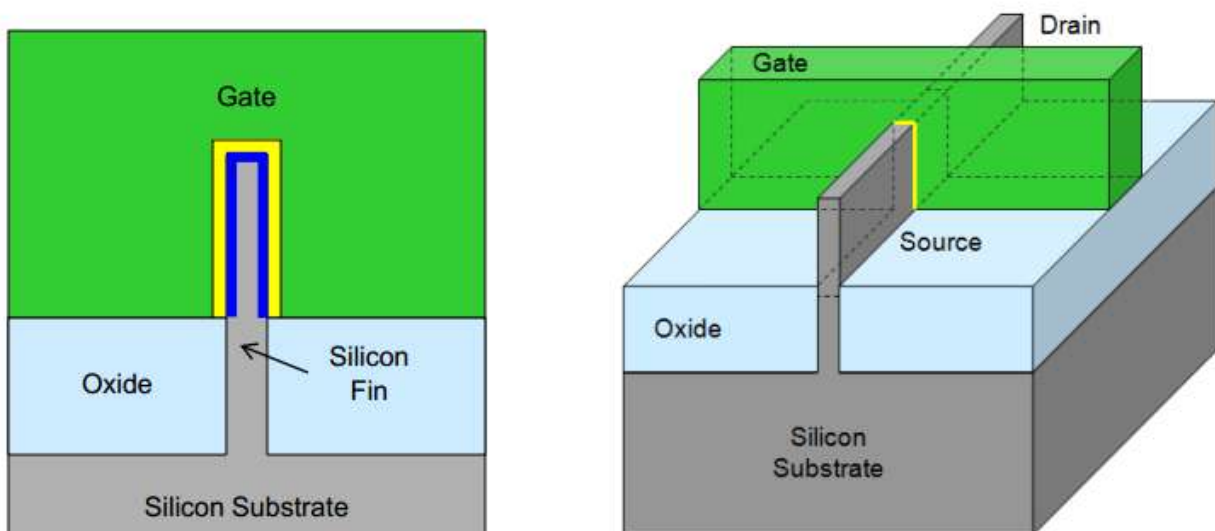 Gate
Oxide
Silicon
Fin
Silicon Substrate
Drain
Gate
Source
Oxide
Silicon
Substrate